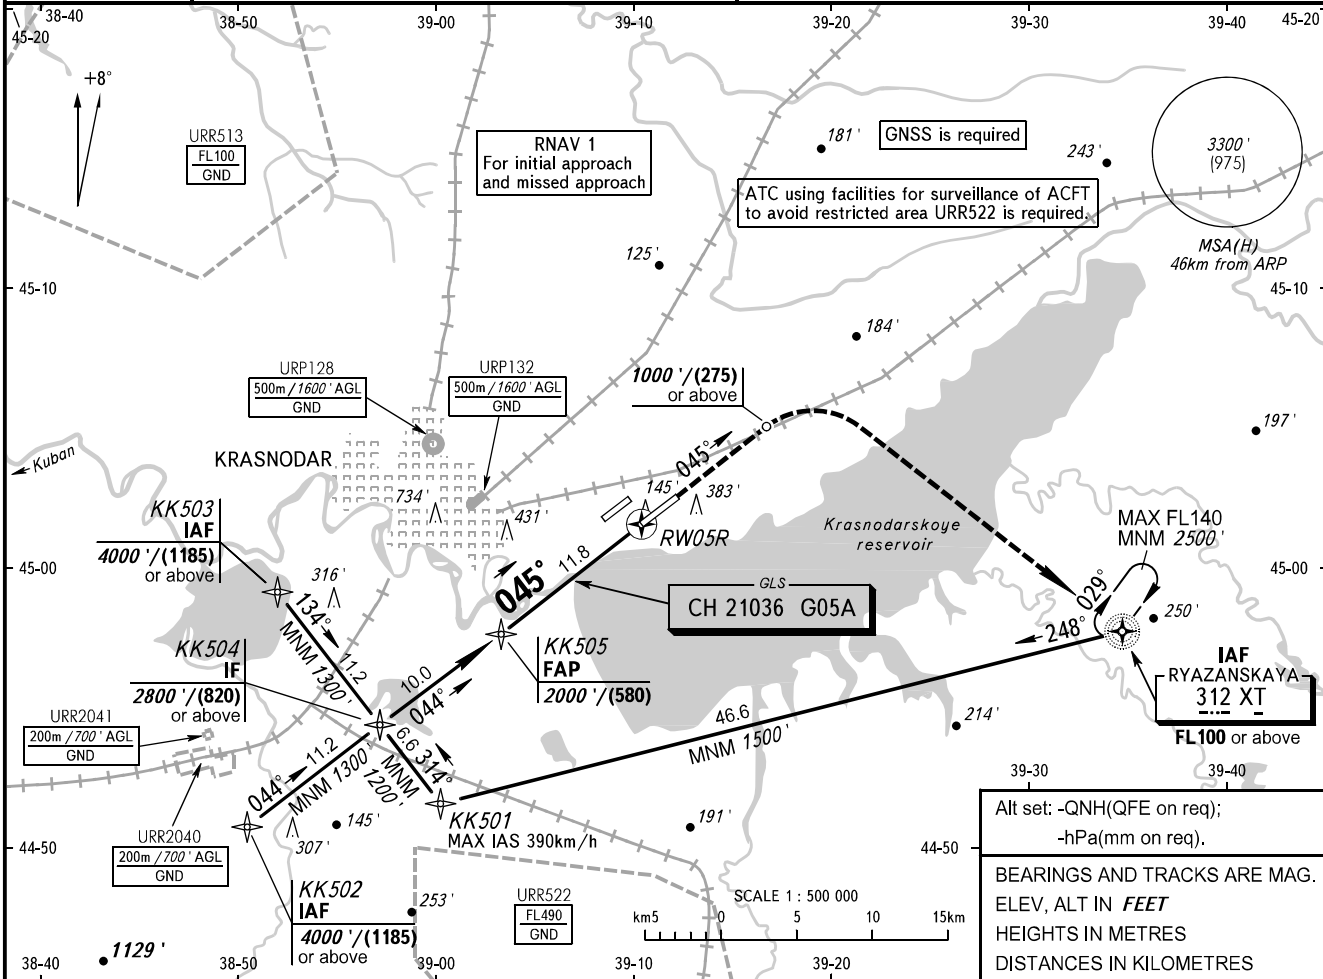 38-40
38-50
39-00
39-10
39-20
39-30
39-40
45-20
45-20
+8°
URR513
FL100
GND
RNAV 1
For initial approach
and missed approach
181'
GNSS is required
243'
3300'
(975)
ATC using facilities for surveillance of ACFT
to avoid restricted area URR522 is required.
MSA(H)
46km from ARP
125'
45-10
45-10
184'
URP128
500m/1600' AGL
GND
URP132
500m/1600' AGL
GND
1000'/(275)
or above
197'
Kuban
KRASNODAR
045°
734'
431'
145'
383'
RW05R
Krasnodarskoye
reservoir
KK503
IAF
4000'/(1185)
or above
MAX FL140
MNM 2500'
45-00
45-00
316'
11.8
045°
GLS
CH 21036 G05A
029°
248°
250'
134°
11.2
MNM 1300'
KK504
IF
2800'/(820)
or above
KK505
FAP
2000'/(580)
IAF
RYAZANSKAYA
312 XT
FL100 or above
10.0
044°
URR2041
200m/700' AGL
GND
46.6
MNM 1500'
214'
11.2
044°
MNM 1300'
6.6
314°
MNM
1200'
39-30
39-40
KK501
MAX IAS 390km/h
145'
307'
191'
URR2040
200m/700' AGL
GND
44-50
44-50
Alt set: -QNH(QFE on req);
-hPa(mm on req).
KK502
IAF
4000'/(1185)
or above
253'
URR522
FL490
GND
SCALE 1 : 500 000
km5
0
5
10
15km
BEARINGS AND TRACKS ARE MAG.
ELEV, ALT IN FEET
HEIGHTS IN METRES
DISTANCES IN KILOMETRES
1129'
44-40
38-50
39-00
39-10
39-20